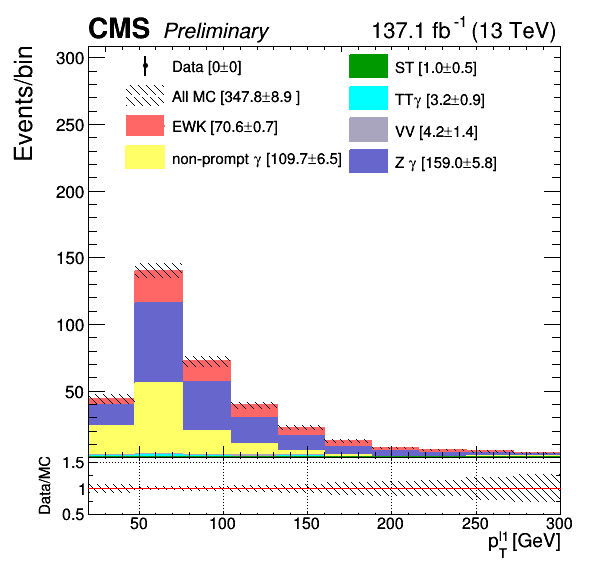 CMS Preliminary 137.1 fb⁻¹ (13 TeV)
Events/bin
300
250
200
150
100
50
Data [0±0]
All MC [347.8±8.9 ]
EWK [70.6±0.7]
non-prompt γ [109.7±6.5]
ST [1.0±0.5]
TTγ [3.2±0.9]
VV [4.2±1.4]
Z γ [159.0±5.8]
Data/MC
1.5
1
0.5
50 100 150 200 250 300
p_T^l1 [GeV]